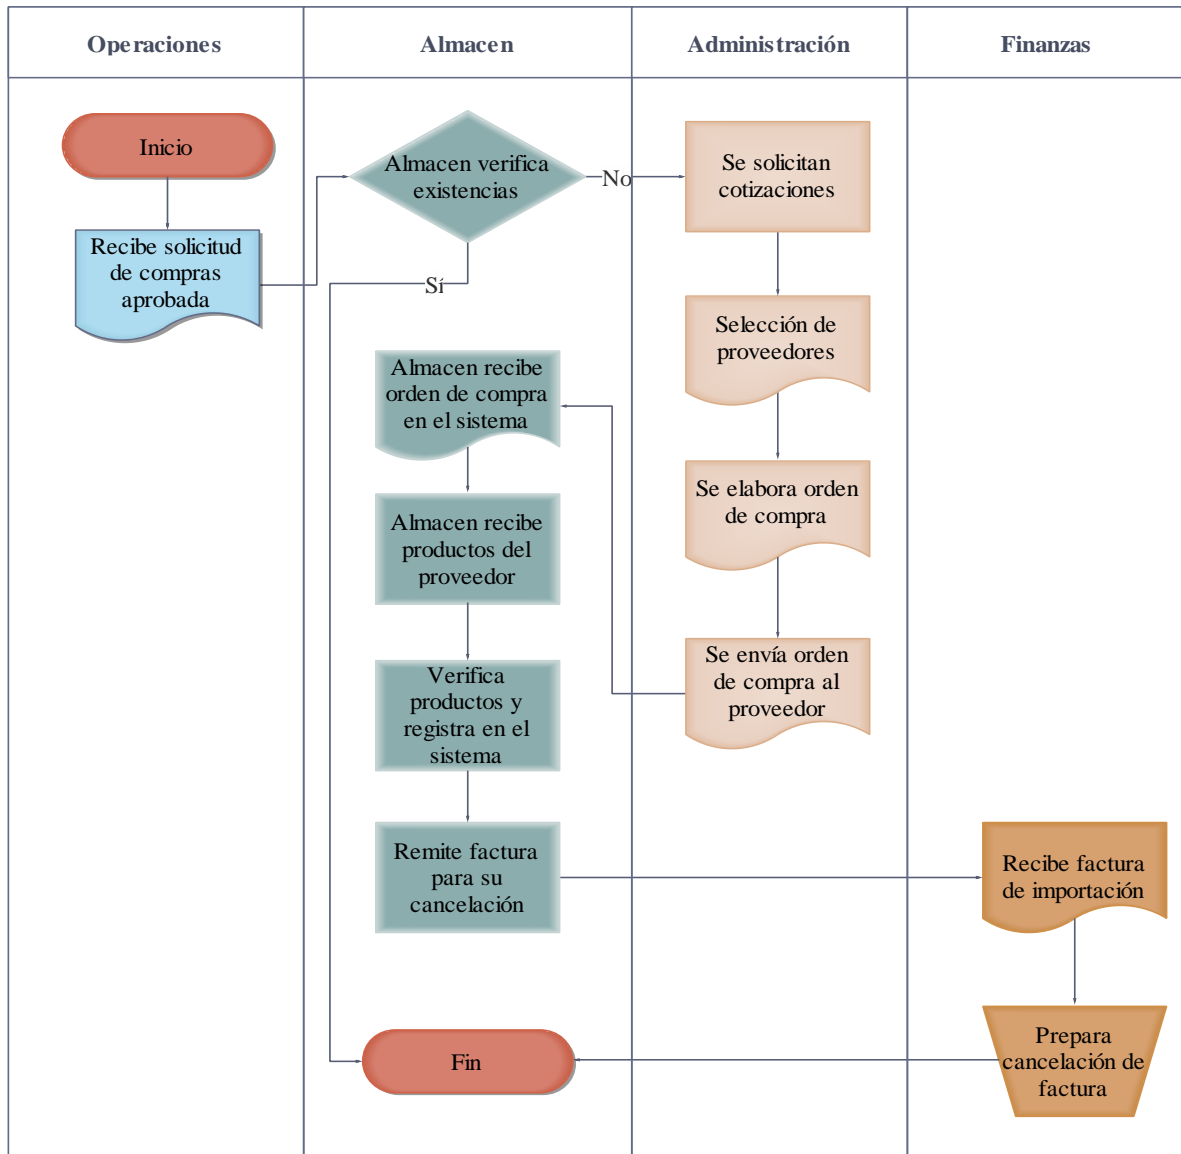 Operaciones
Almacen
Administración
Finanzas
Inicio
Recibe solicitud
de compras
aprobada
Almacen verifica
existencias
No
Sí
Se solicitan
cotizaciones
Selección de
proveedores
Se elabora orden
de compra
Se envía orden
de compra al
proveedor
Almacen recibe
orden de compra
en el sistema
Almacen recibe
productos del
proveedor
Verifica
productos y
registra en el
sistema
Remite factura
para su
cancelación
Recibe factura
de importación
Prepara
cancelación de
factura
Fin